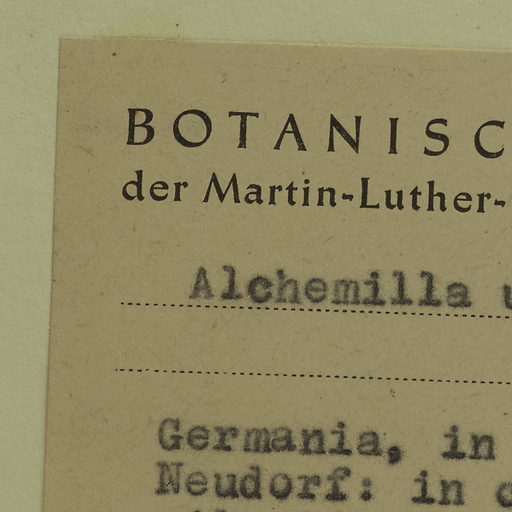 BOTANISC
der Martin-Luther-
Alchemilla
Germania, in
Neudorf: in